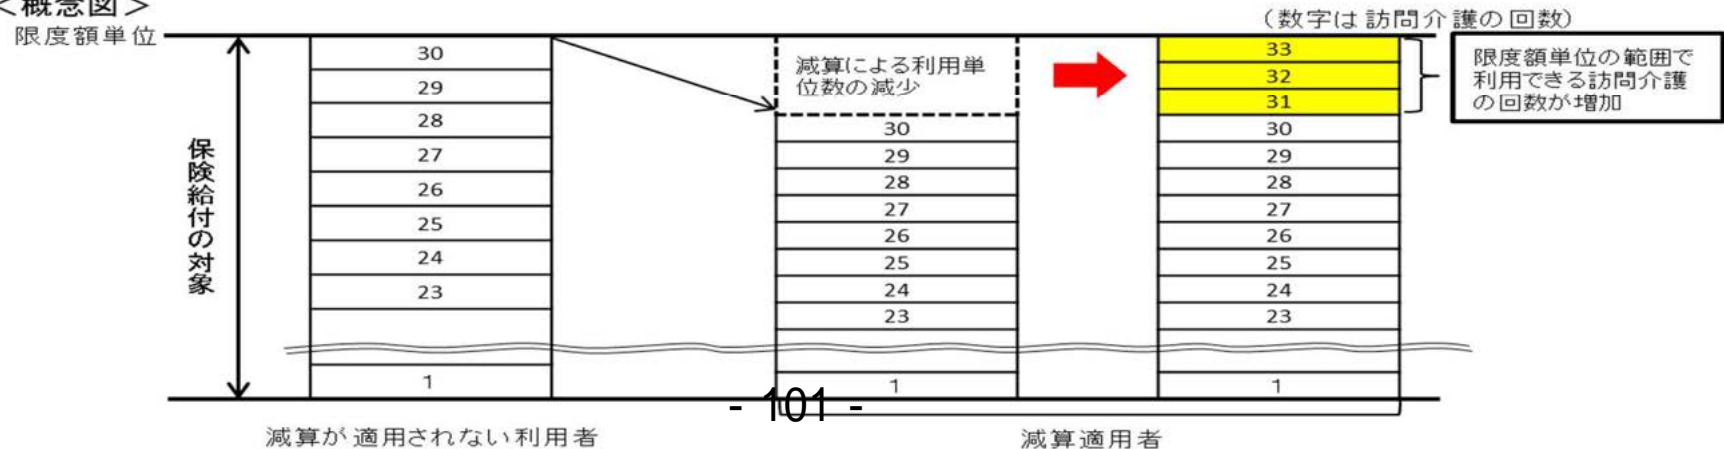 ＜概念図＞
（数字は訪問介護の回数）
限度額単位
保険給付の対象
30
29
28
27
26
25
24
23
1
減算による利用単
位数の減少
30
29
28
27
26
25
24
23
1
33
32
31
30
29
28
27
26
25
24
23
1
限度額単位の範囲で
利用できる訪問介護
の回数が増加
- 101 -
減算が適用されない利用者
減算適用者